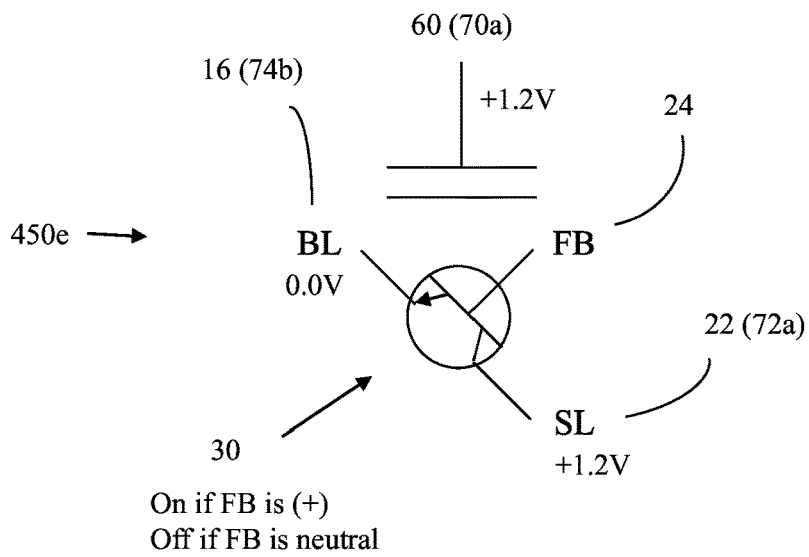 60 (70a)
16 (74b)
+1.2V
24
450e
BL
FB
0.0V
22 (72a)
SL
+1.2V
30
On if FB is (+)
Off if FB is neutral